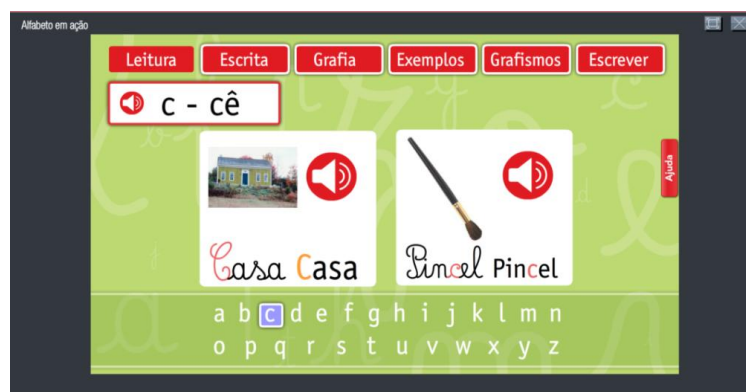 Alfabeto em ação
Leitura Escrita Grafia Exemplos Grafismos Escrever
c - cê
Ajuda
Casa Casa
Pincel Pincel
a b c d e f g h i j k l m n
o p q r s t u v w x y z